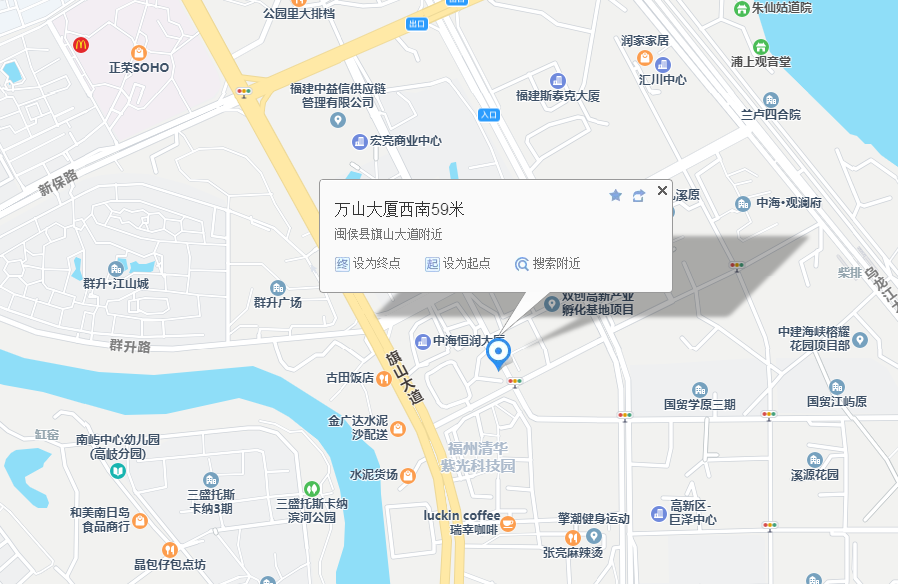 公园里大排档
出口
出口
朱仙姑道院
正荣SOHO
润家家居
汇川中心
浦上观音堂
福建中益信供应链
管理有限公司
福建斯泰克大厦
入口
兰卢四合院
宏亮商业中心
新保路
万山大厦西南59米
闽侯县旗山大道附近
终 设为终点
起 设为起点
搜索附近
溪原
中海·观澜府
群升·江山城
群升广场
柴排
乌龙江大
双创高新产业
孵化基地项目
中海恒润大厦
群升路
旗山大道
中建海峡榕耀
花园项目部
古田饭店
国贸学原三期
国贸江屿原
金广达水泥
沙配送
缸窑
南屿中心幼儿园
(高岐分园)
福州清华
紫光科技园
水泥货场
溪源花园
三盛托斯
卡纳3期
三盛托斯卡纳
滨河公园
和美南日岛
食品商行
luckin coffee
瑞幸咖啡
擎潮健身运动
高新区-
巨泽中心
张亮麻辣烫
昌包仔包点坊